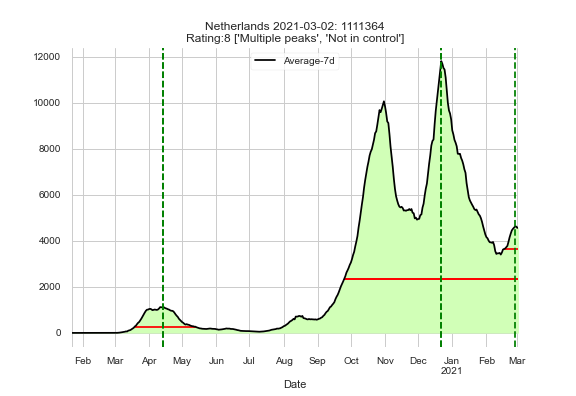 Netherlands 2021-03-02: 1111364
Rating:8 ['Multiple peaks', 'Not in control']
Average-7d
12000
10000
8000
6000
4000
2000
0
Feb Mar Apr May Jun Jul Aug Sep Oct Nov Dec Jan Feb Mar
2021
Date